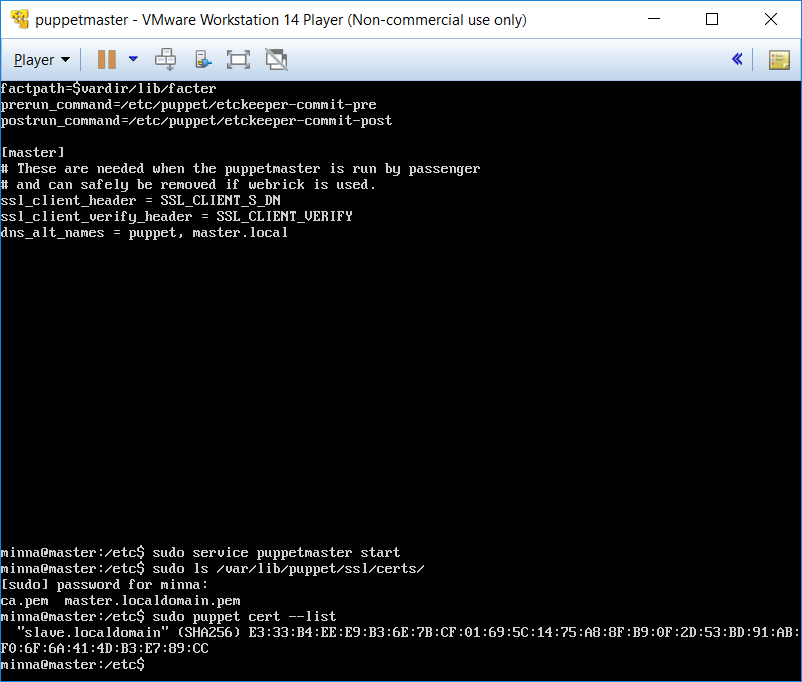 puppetmaster - VMware Workstation 14 Player (Non-commercial use only)
Player
factpath=$vardir/lib/facter
prerun_command=/etc/puppet/etckeeper-commit-pre
postrun_command=/etc/puppet/etckeeper-commit-post
[master]
# These are needed when the puppetmaster is run by passenger
# and can safely be removed if webrick is used.
ssl_client_header = SSL_CLIENT_S_DN
ssl_client_verify_header = SSL_CLIENT_VERIFY
dns_alt_names = puppet, master.local
minna@master:/etc$ sudo service puppetmaster start
minna@master:/etc$ sudo ls /var/lib/puppet/ssl/certs/
[sudo] password for minna:
ca.pem  master.localdomain.pem
minna@master:/etc$ sudo puppet cert --list
  "slave.localdomain" (SHA256) E3:33:B4:EE:E9:B3:6E:7B:CF:01:69:5C:14:75:A8:8F:B9:0F:2D:53:BD:91:AB:
F0:6F:6A:41:4D:B3:E7:89:CC
minna@master:/etc$